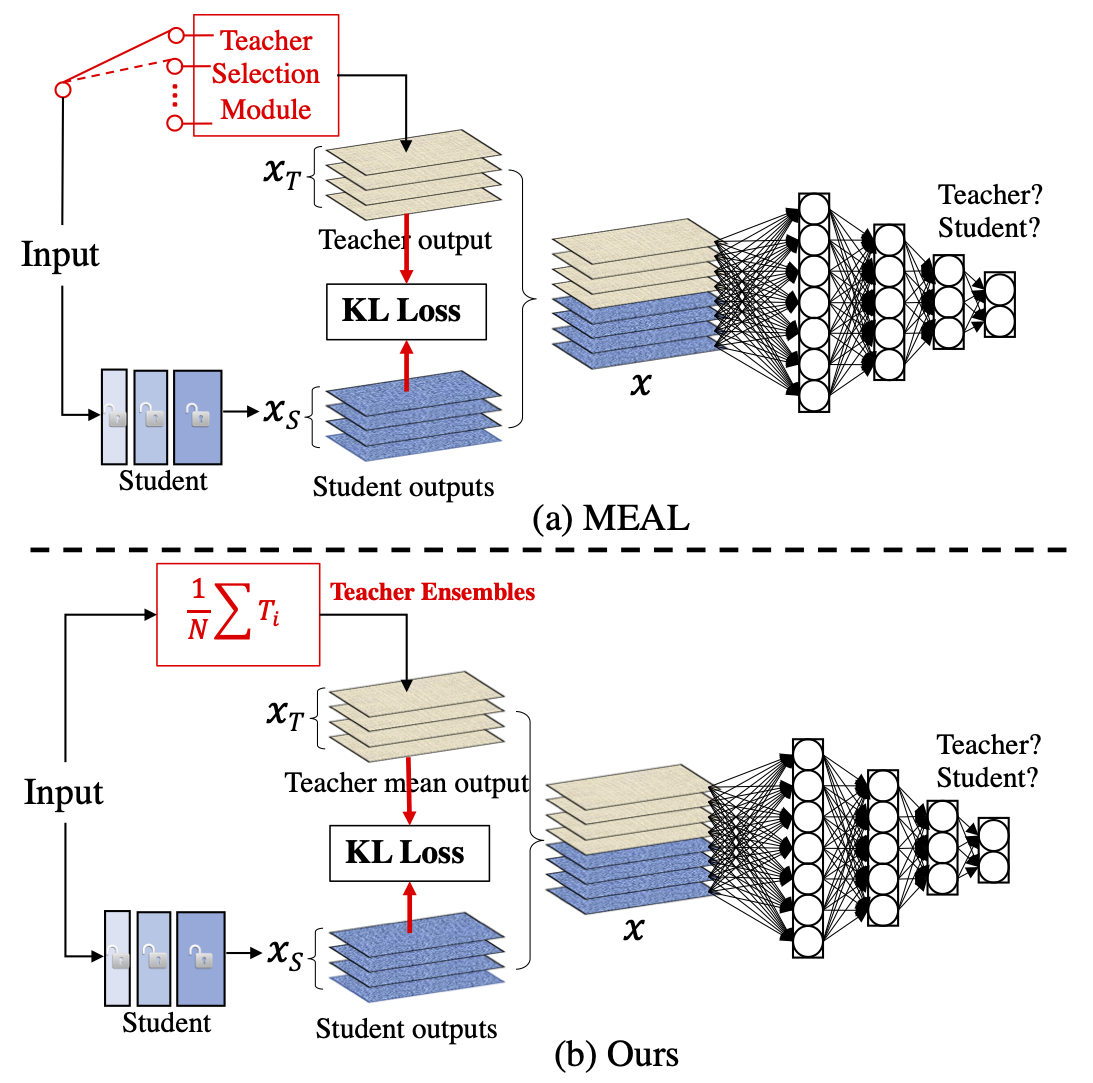 Teacher
Selection
Module
x_T
Teacher output
Input
KL Loss
x_S
Student
Student outputs
x
Teacher?
Student?
(a) MEAL
1/N ∑ T_i
Teacher Ensembles
x_T
Teacher mean output
Input
KL Loss
x_S
Student
Student outputs
x
Teacher?
Student?
(b) Ours